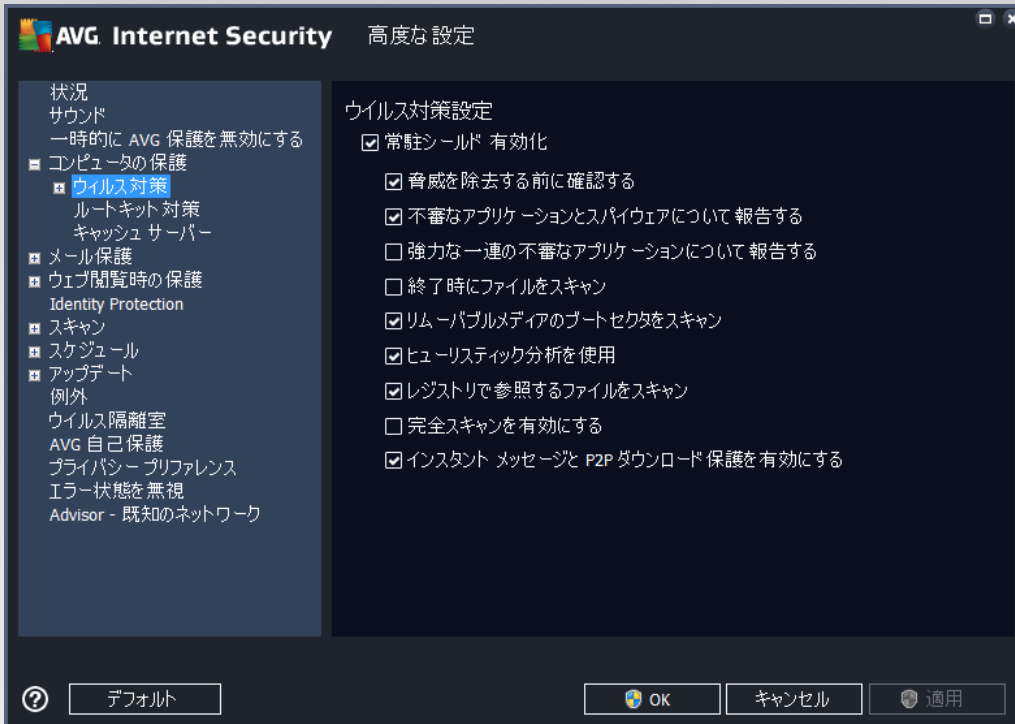 AVG. Internet Security 高度な設定
状況
サウンド
一時的に AVG 保護を無効にする
コンピュータの保護
ウイルス対策
ルートキット対策
キャッシュ サーバー
メール保護
ウェブ閲覧時の保護
Identity Protection
スキャン
スケジュール
アップデート
例外
ウイルス隔離室
AVG 自己保護
プライバシー プリファレンス
エラー状態を無視
Advisor - 既知のネットワーク
ウイルス対策設定
常駐シールド 有効化
脅威を除去する前に確認する
不審なアプリケーションとスパイウェアについて報告する
強力な一連の不審なアプリケーションについて報告する
終了時にファイルをスキャン
リムーバブルメディアのブートセクタをスキャン
ヒューリスティック分析を使用
レジストリで参照するファイルをスキャン
完全スキャンを有効にする
インスタント メッセージと P2P ダウンロード保護を有効にする
デフォルト OK キャンセル 適用